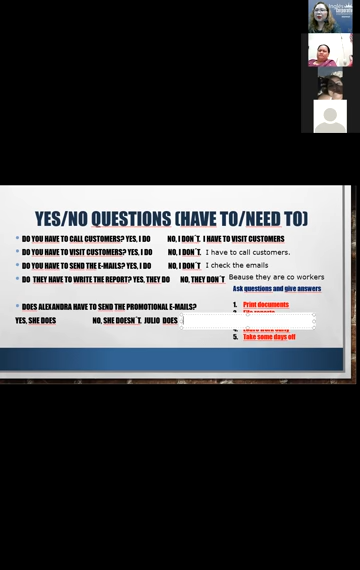 YES/NO QUESTIONS (HAVE TO/NEED TO)
DO YOU HAVE TO CALL CUSTOMERS? YES, I DO NO, I DON´T. I HAVE TO VISIT CUSTOMERS
DO YOU HAVE TO VISIT CUSTOMERS? YES, I DO NO, I DON´T. I have to call customers.
DO YOU HAVE TO SEND THE E-MAILS? YES, I DO NO, I DON´T I check the emails
DO THEY HAVE TO WRITE THE REPORT? YES, THEY DO NO, THEY DON´T Beause they are co workers
Ask questions and give answers
DOES ALEXANDRA HAVE TO SEND THE PROMOTIONAL E-MAILS?
YES, SHE DOES NO, SHE DOESN´T. JULIO DOES
1. Print documents
5. Take some days off